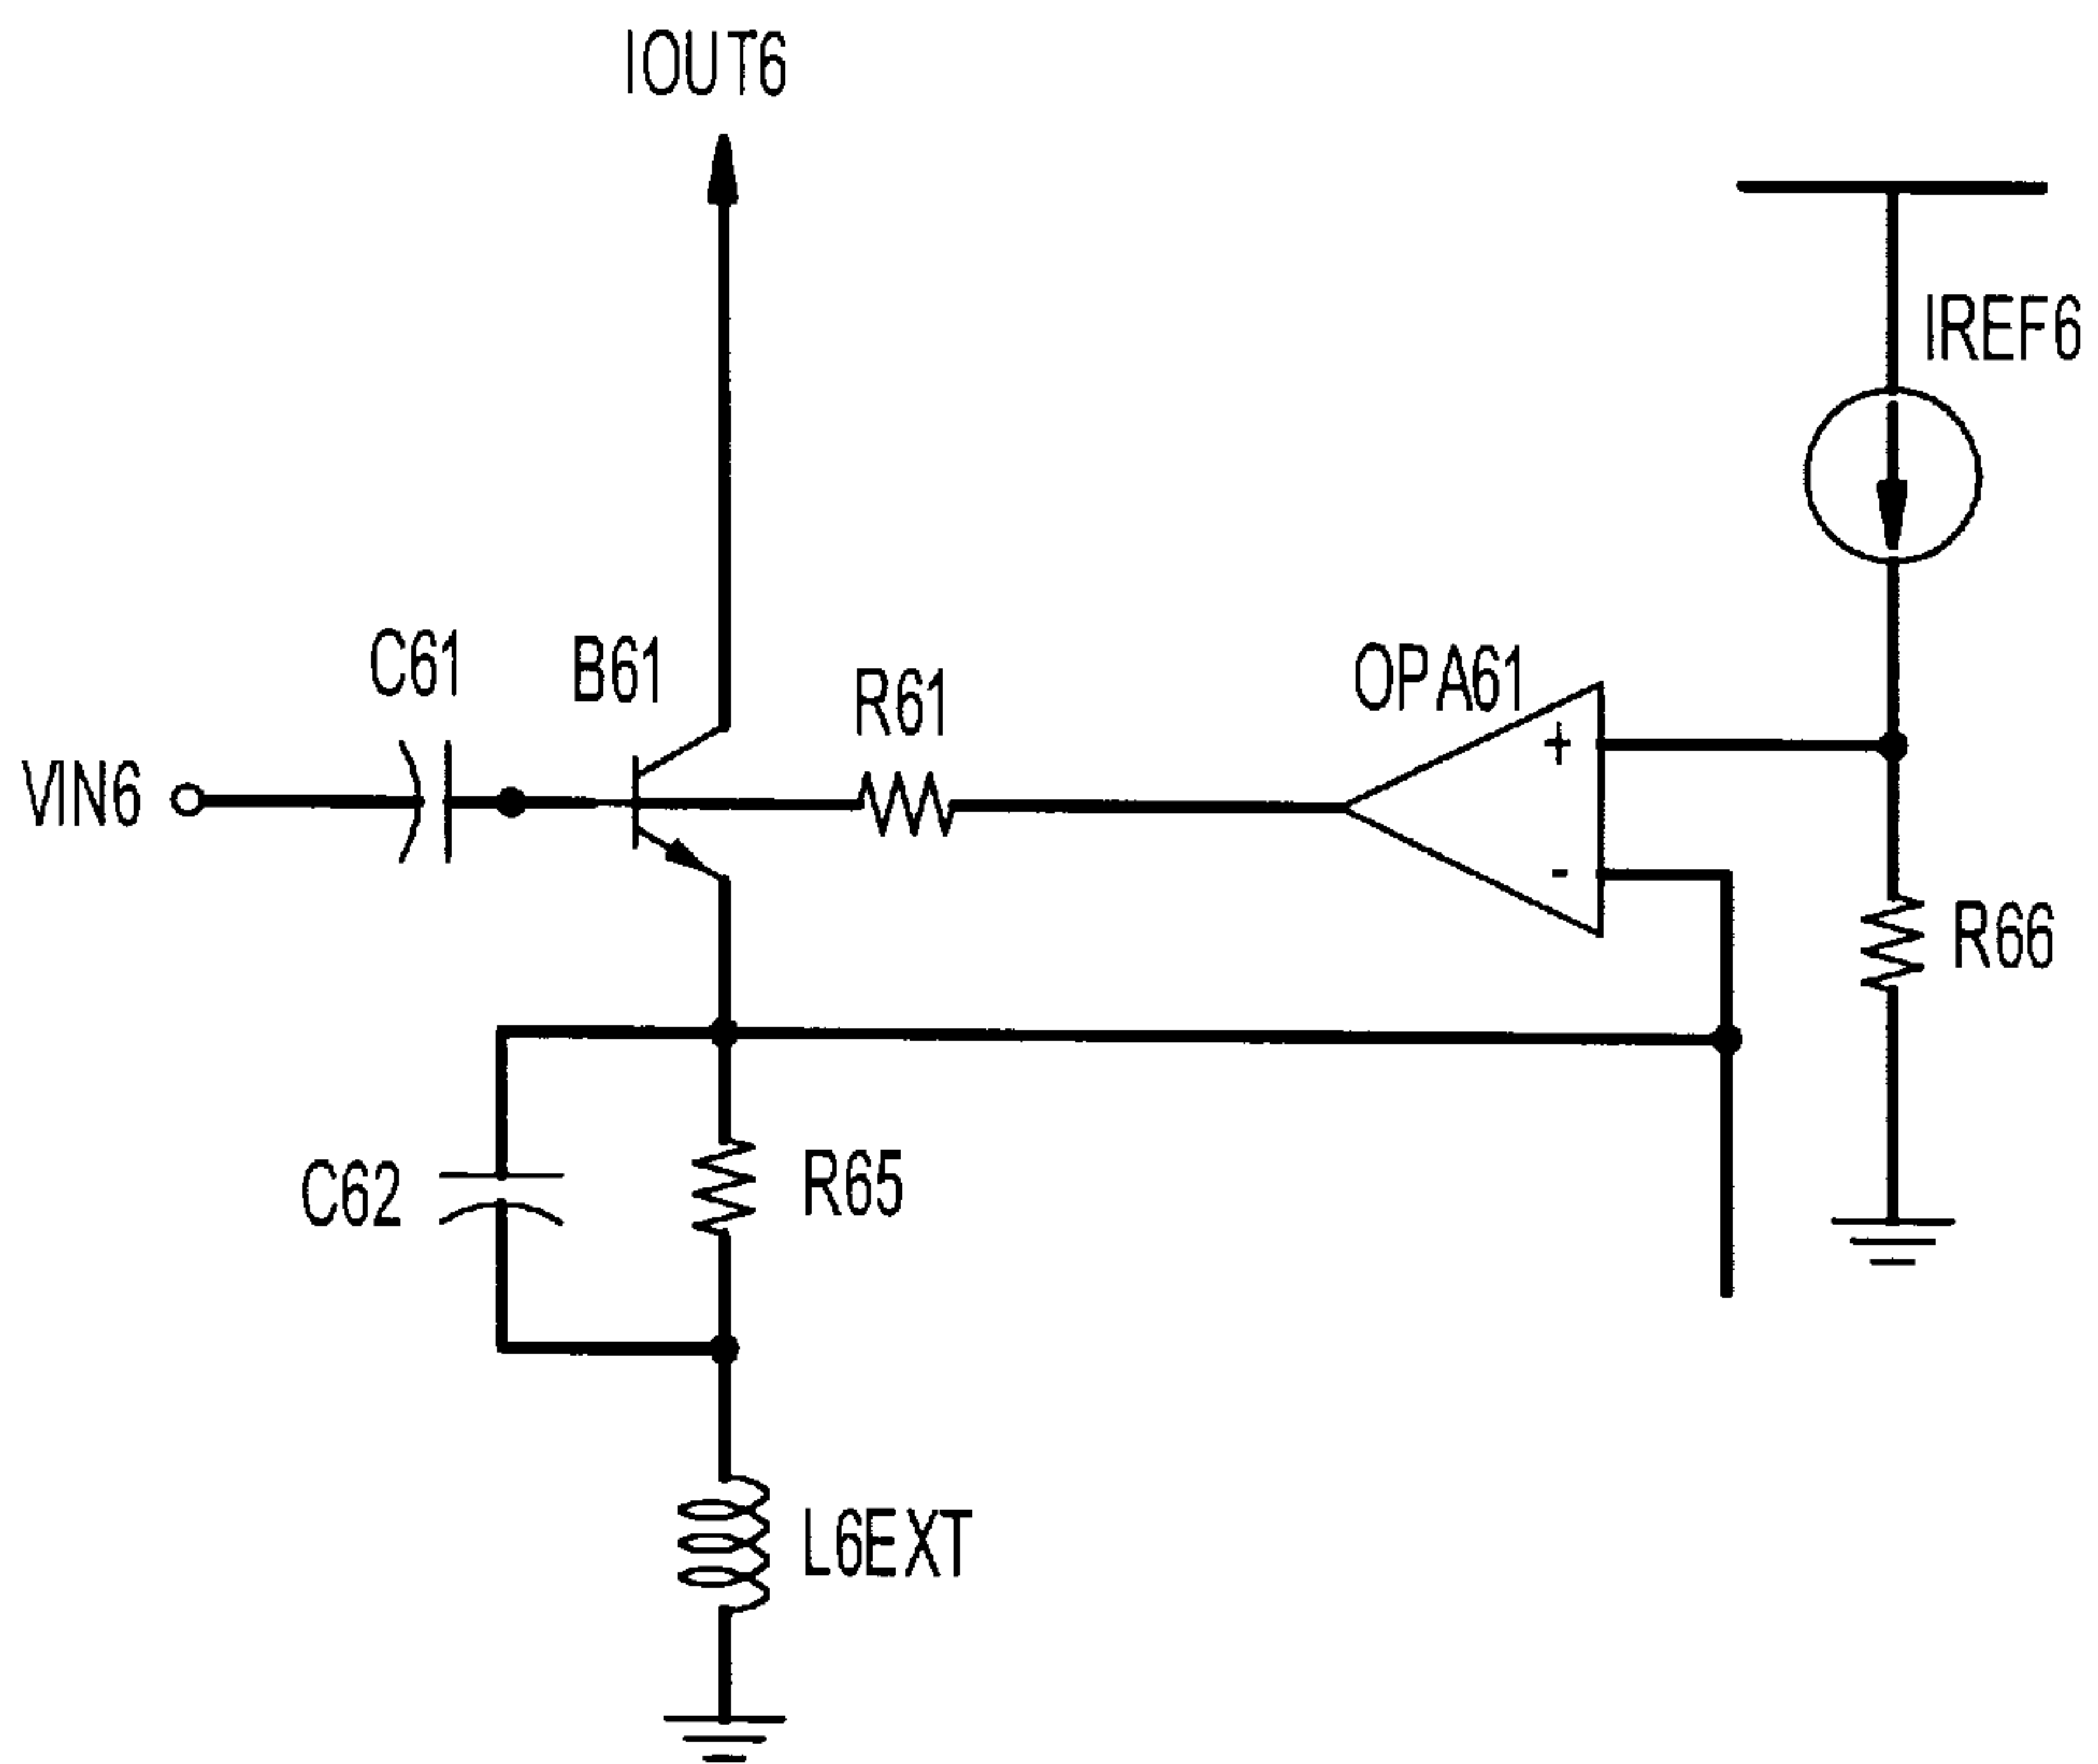 IOUT6
IREF6
C61
B61
R61
OPA61
+
VIN6
-
R66
C62
R65
L6EXT